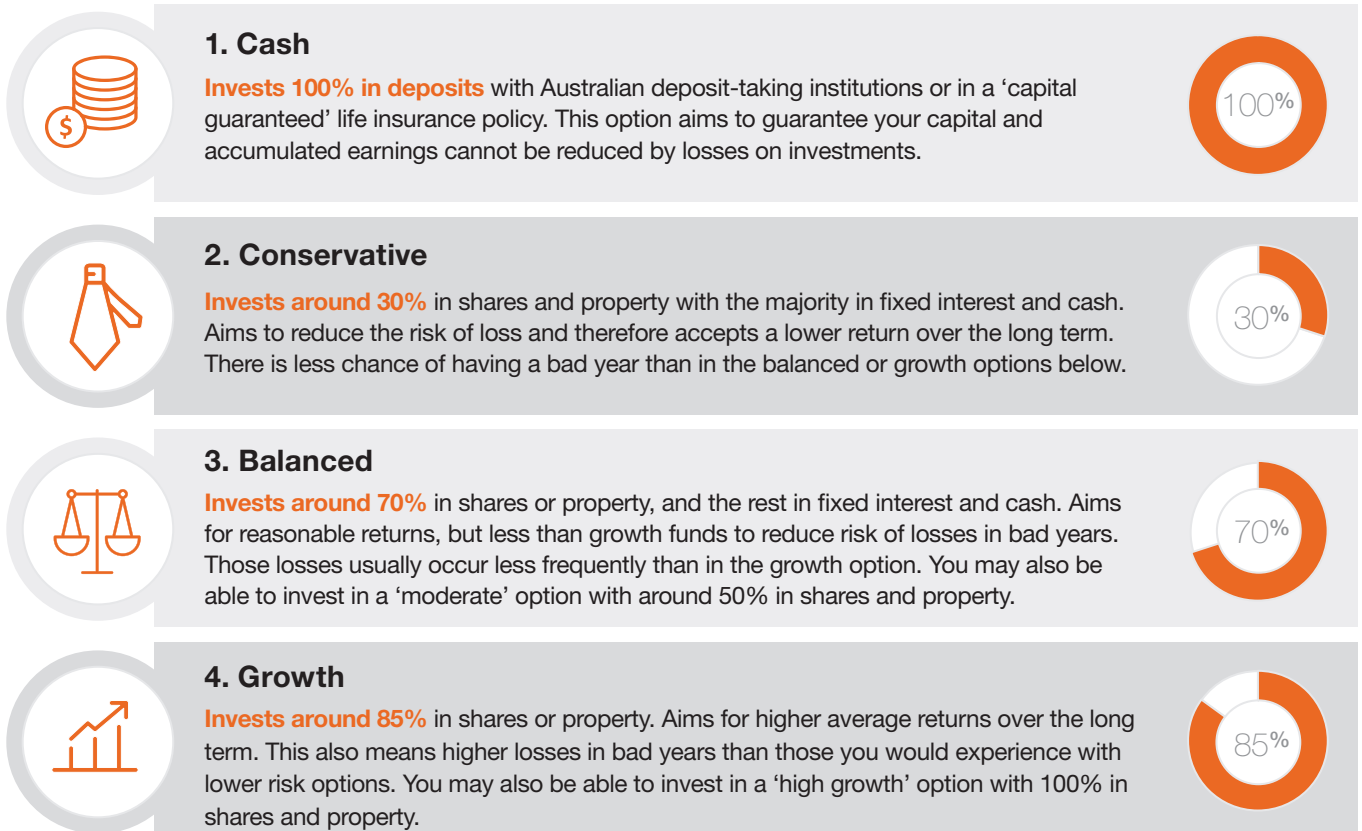 1. Cash
Invests 100% in deposits with Australian deposit-taking institutions or in a ‘capital
guaranteed’ life insurance policy. This option aims to guarantee your capital and
accumulated earnings cannot be reduced by losses on investments.
$
100%
2. Conservative
Invests around 30% in shares and property with the majority in fixed interest and cash.
Aims to reduce the risk of loss and therefore accepts a lower return over the long term.
There is less chance of having a bad year than in the balanced or growth options below.
30%
3. Balanced
Invests around 70% in shares or property, and the rest in fixed interest and cash. Aims
for reasonable returns, but less than growth funds to reduce risk of losses in bad years.
Those losses usually occur less frequently than in the growth option. You may also be
able to invest in a ‘moderate’ option with around 50% in shares and property.
70%
4. Growth
Invests around 85% in shares or property. Aims for higher average returns over the long
term. This also means higher losses in bad years than those you would experience with
lower risk options. You may also be able to invest in a ‘high growth’ option with 100% in
shares and property.
85%